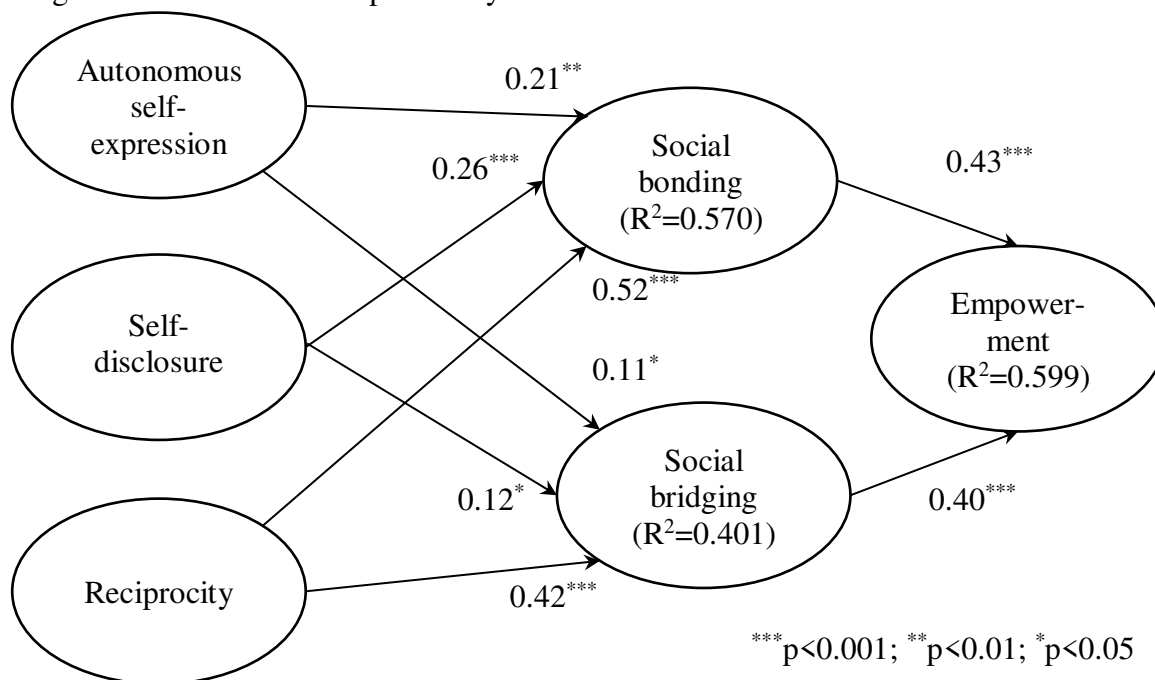 Autonomous
self-
expression
0.21**
0.26***
Social
bonding
(R²=0.570)
0.43***
Self-
disclosure
0.52***
0.11*
Empower-
ment
(R²=0.599)
Social
bridging
(R²=0.401)
0.12*
0.40***
Reciprocity
0.42***
***p<0.001; **p<0.01; *p<0.05